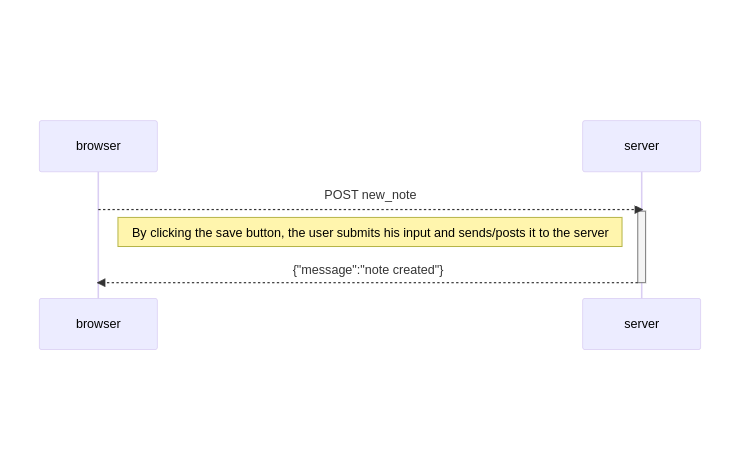 browser
server
POST new_note
By clicking the save button, the user submits his input and sends/posts it to the server
{"message":"note created"}
browser
server